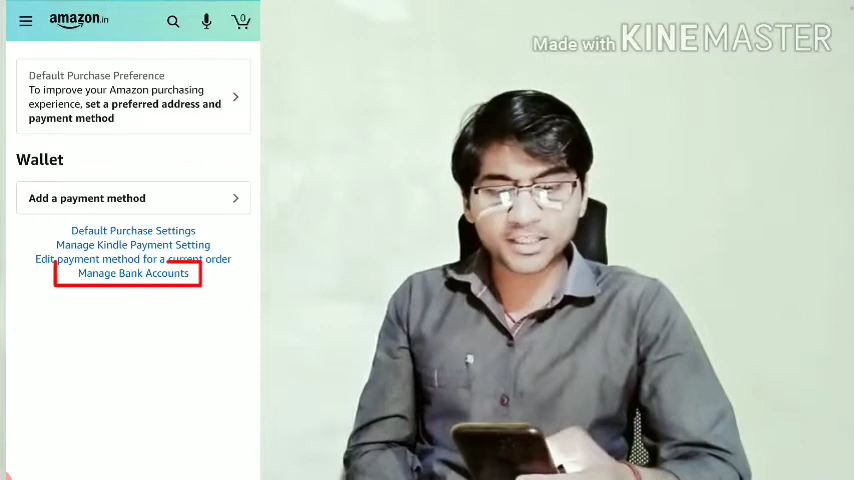 amazon.in
0
Made with KINEMASTER
Default Purchase Preference
To improve your Amazon purchasing
experience, set a preferred address and
payment method
Wallet
Add a payment method
Default Purchase Settings
Manage Kindle Payment Setting
Edit payment method for a current order
Manage Bank Accounts